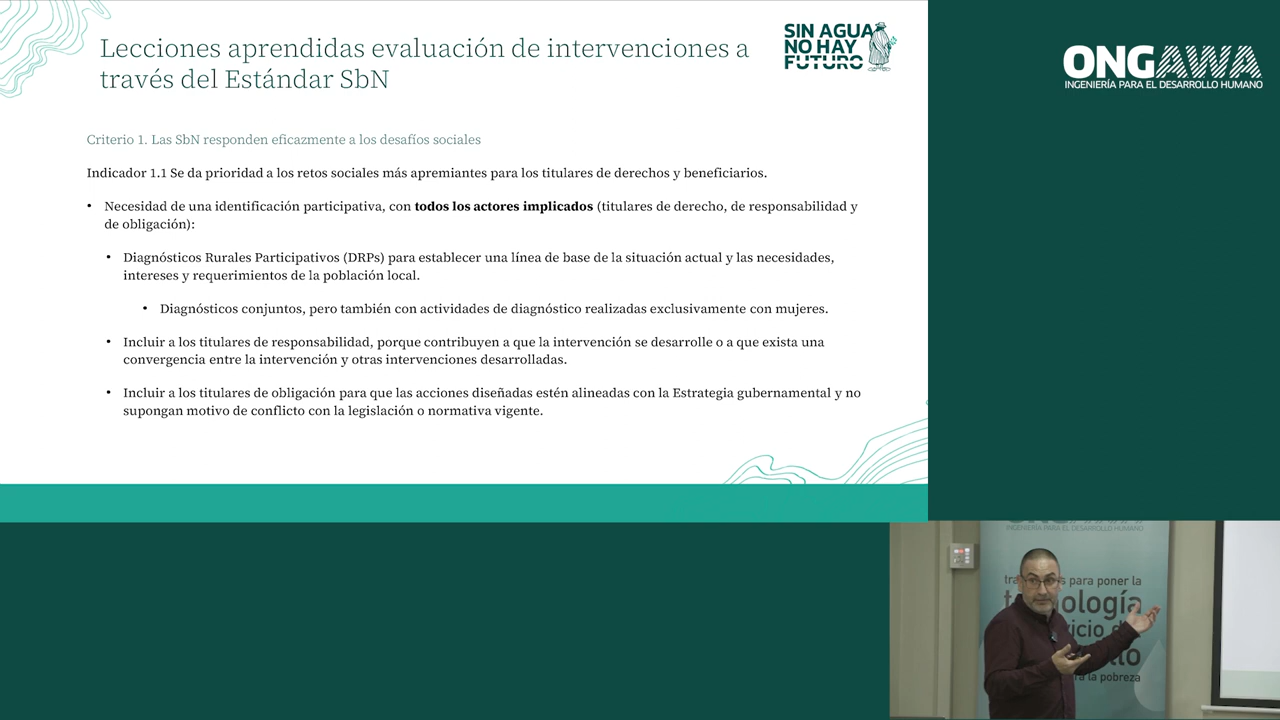 Lecciones aprendidas evaluación de intervenciones a
través del Estándar SbN
SIN AGUA
NO HAY
FUTURO
ONGAWA
INGENIERÍA PARA EL DESARROLLO HUMANO
Criterio 1. Las SbN responden eficazmente a los desafíos sociales
Indicador 1.1 Se da prioridad a los retos sociales más apremiantes para los titulares de derechos y beneficiarios.
• Necesidad de una identificación participativa, con todos los actores implicados (titulares de derecho, de responsabilidad y
de obligación):
• Diagnósticos Rurales Participativos (DRPs) para establecer una línea de base de la situación actual y las necesidades,
intereses y requerimientos de la población local.
• Diagnósticos conjuntos, pero también con actividades de diagnóstico realizadas exclusivamente con mujeres.
• Incluir a los titulares de responsabilidad, porque contribuyen a que la intervención se desarrolle o a que exista una
convergencia entre la intervención y otras intervenciones desarrolladas.
• Incluir a los titulares de obligación para que las acciones diseñadas estén alineadas con la Estrategia gubernamental y no
supongan motivo de conflicto con la legislación o normativa vigente.
INGENIERÍA PARA EL DESARROLLO HUMANO
para poner la
la pobreza